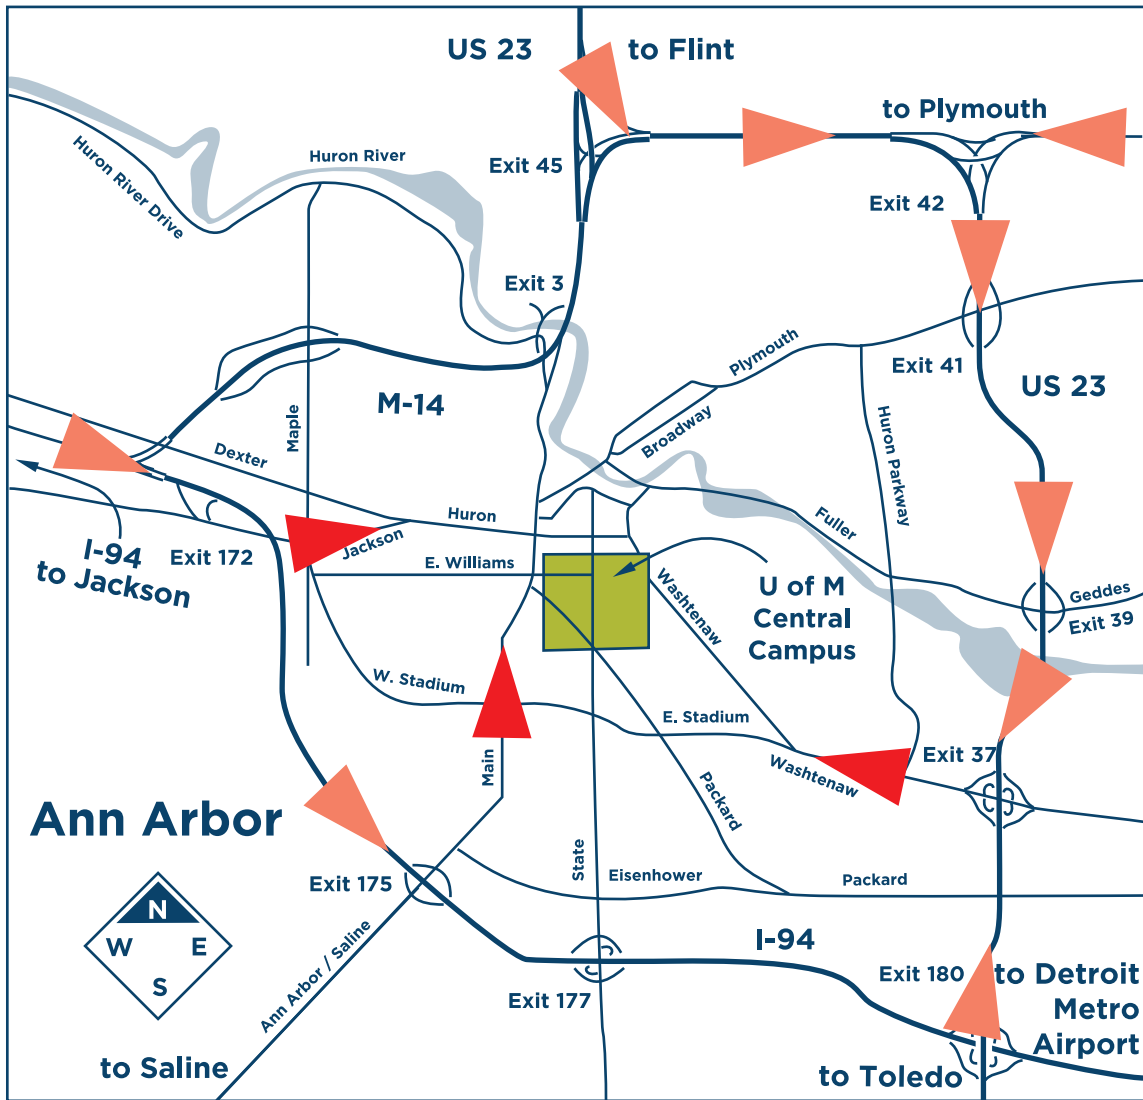 US 23
to Flint
to Plymouth
Huron River Drive
Huron River
Exit 45
Exit 42
Exit 3
Plymouth
Exit 41
US 23
M-14
Maple
Broadway
Huron Parkway
Dexter
Huron
Fuller
Jackson
I-94
to Jackson
Exit 172
E. Williams
Washtenaw
U of M
Central
Campus
Geddes
Exit 39
W. Stadium
E. Stadium
Main
Washtenaw
Exit 37
Packard
Ann Arbor
State
Exit 175
Eisenhower
Packard
N
W
E
S
Ann Arbor / Saline
I-94
Exit 177
Exit 180
to Detroit
Metro
Airport
to Saline
to Toledo